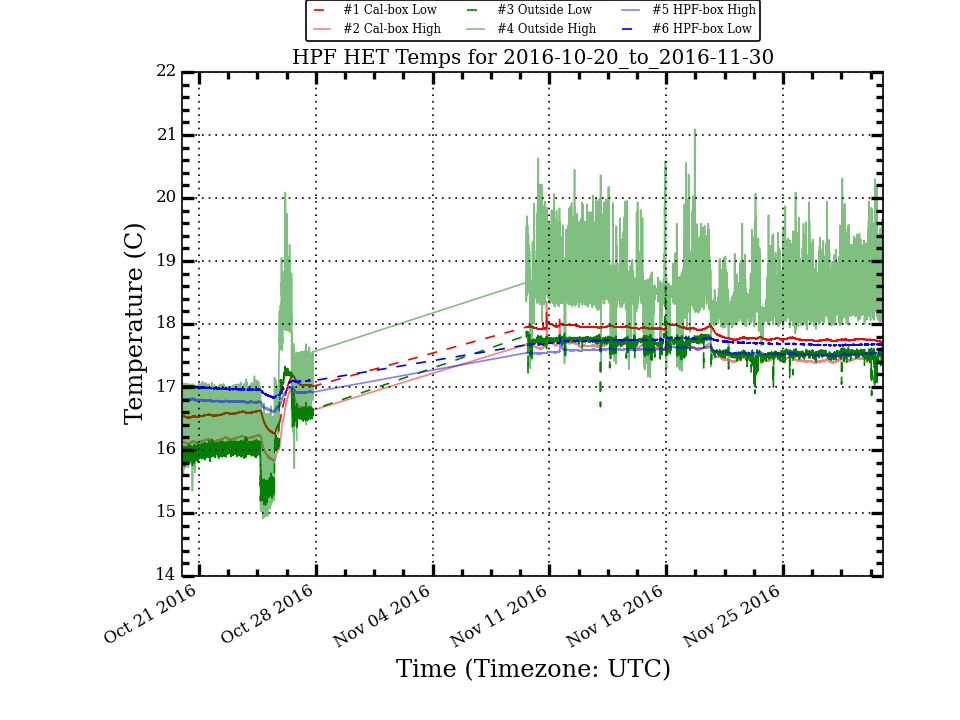 #1 Cal-box Low #3 Outside Low #5 HPF-box High
#2 Cal-box High #4 Outside High #6 HPF-box Low
HPF HET Temps for 2016-10-20_to_2016-11-30
22
21
20
19
18
17
16
15
14
Temperature (C)
Oct 21 2016 Oct 28 2016 Nov 04 2016 Nov 11 2016 Nov 18 2016 Nov 25 2016
Time (Timezone: UTC)